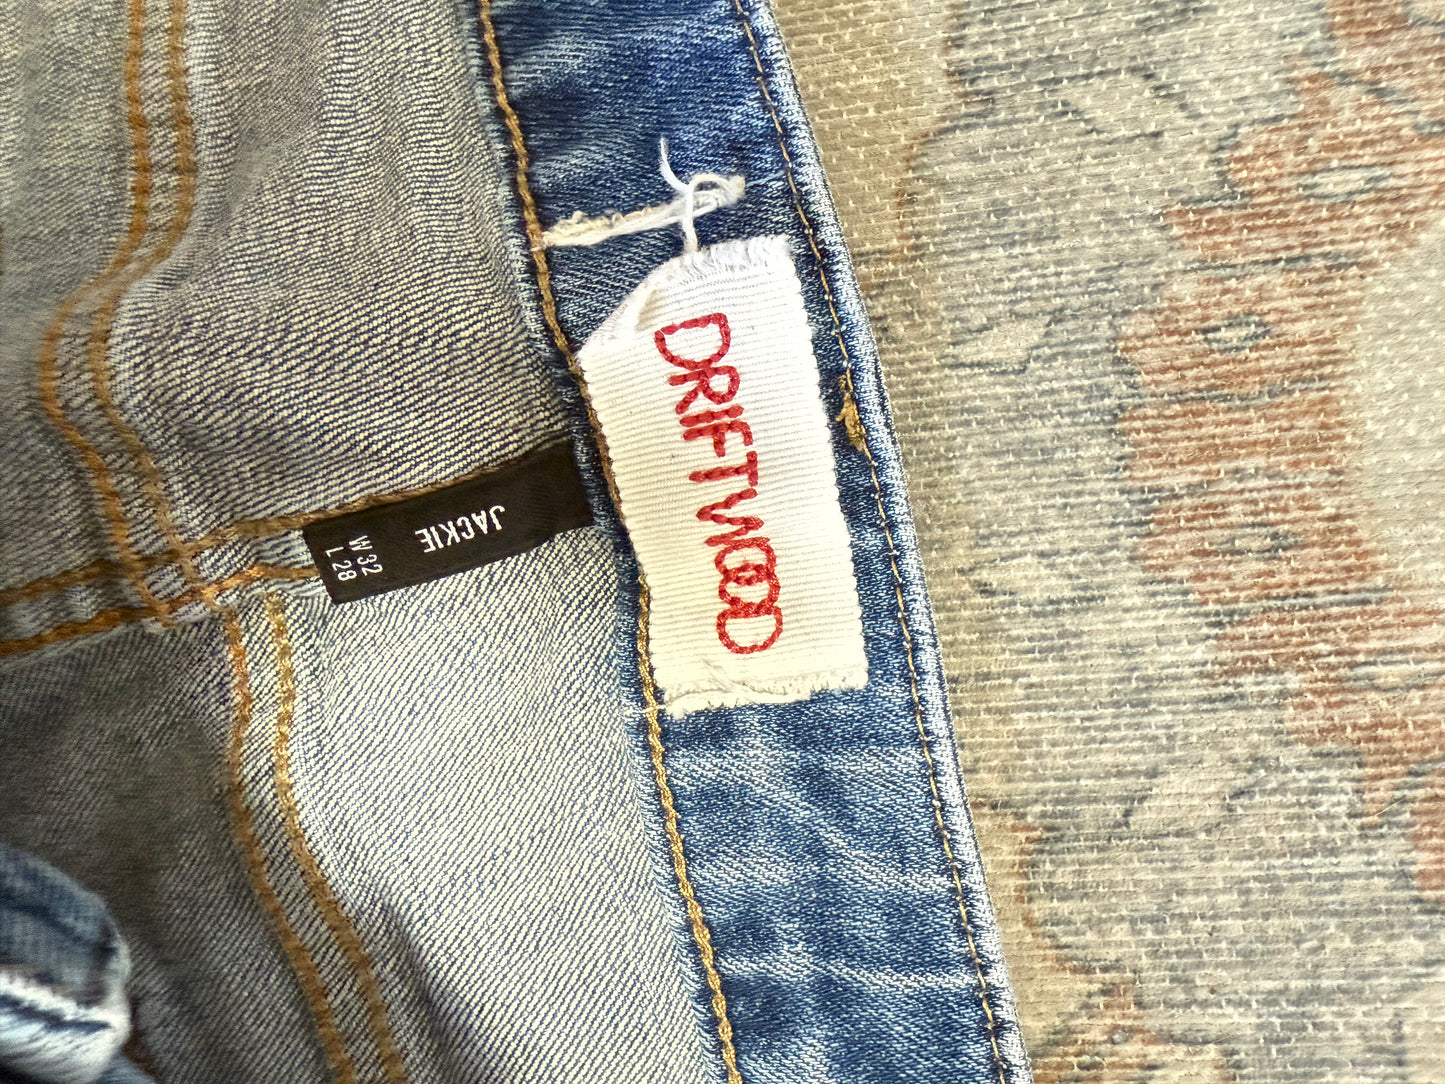 DRIFTWOOD
JACKIE
W 32
L 28